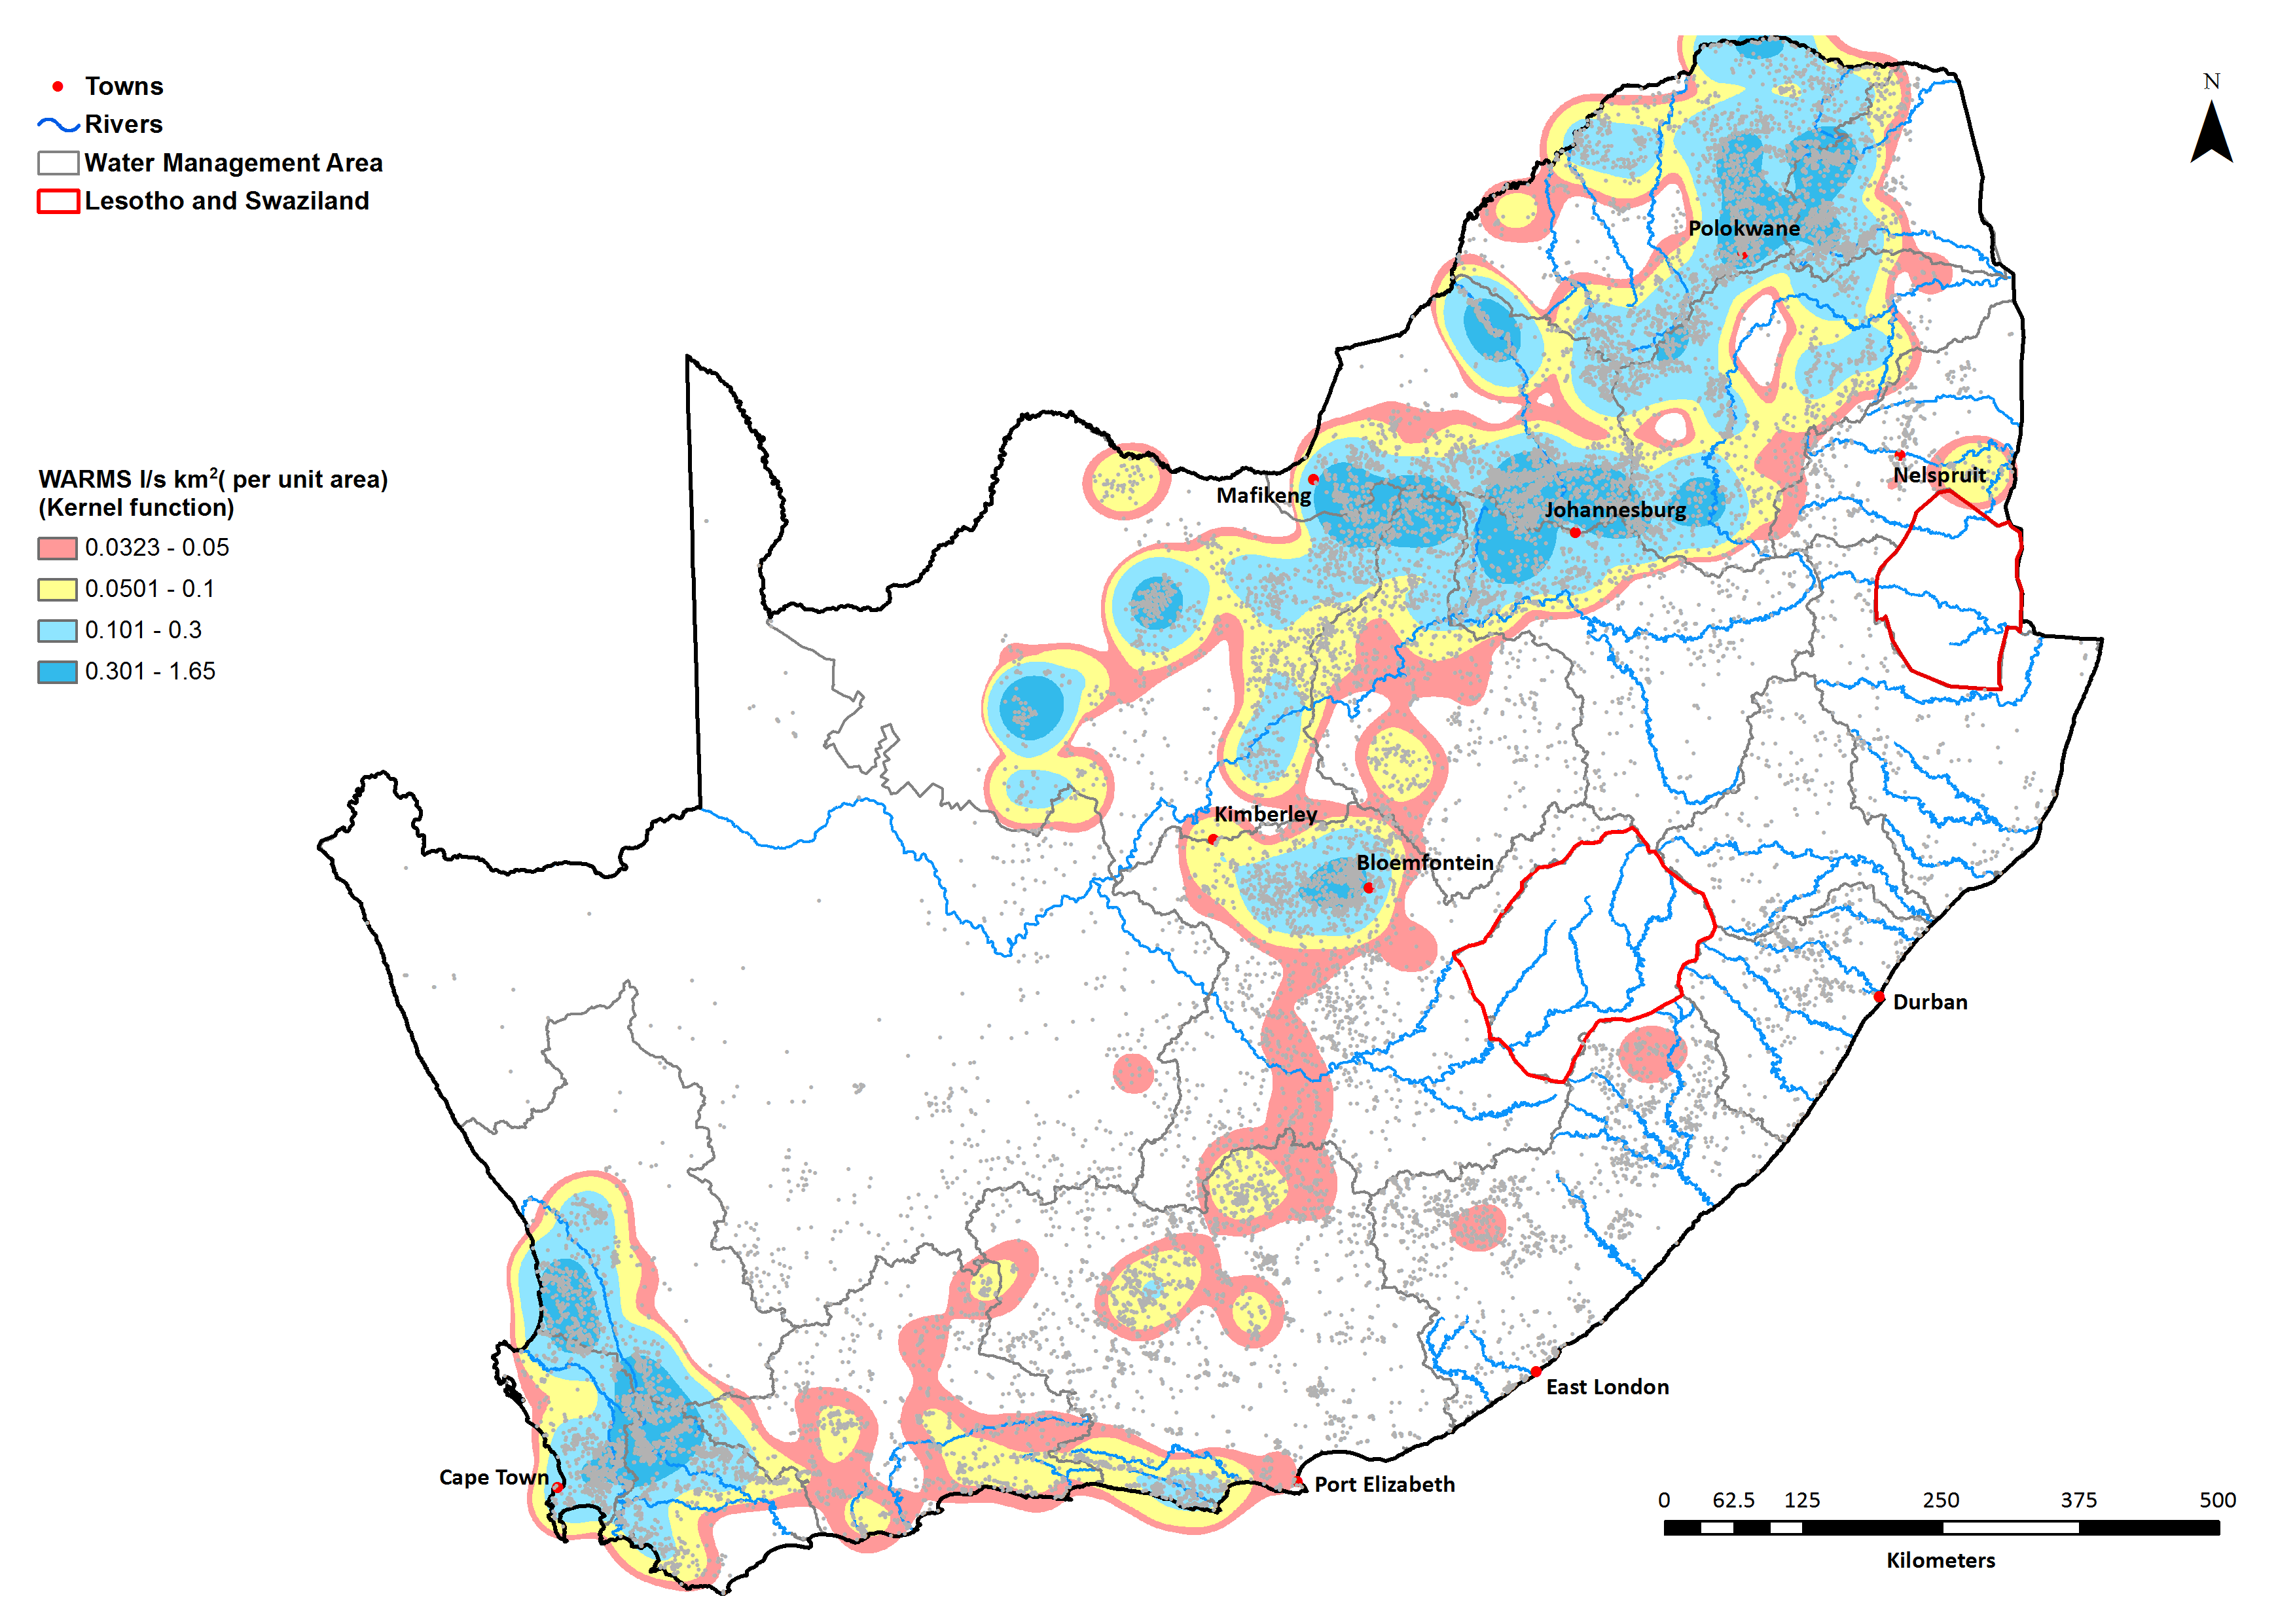 N
Towns
Rivers
Water Management Area
Lesotho and Swaziland
WARMS l/s km²( per unit area)
(Kernel function)
0.0323 - 0.05
0.0501 - 0.1
0.101 - 0.3
0.301 - 1.65
Polokwane
Nelspruit
Mafikeng
Johannesburg
Kimberley
Bloemfontein
Durban
East London
Cape Town
Port Elizabeth
0 62.5 125 250 375 500
Kilometers